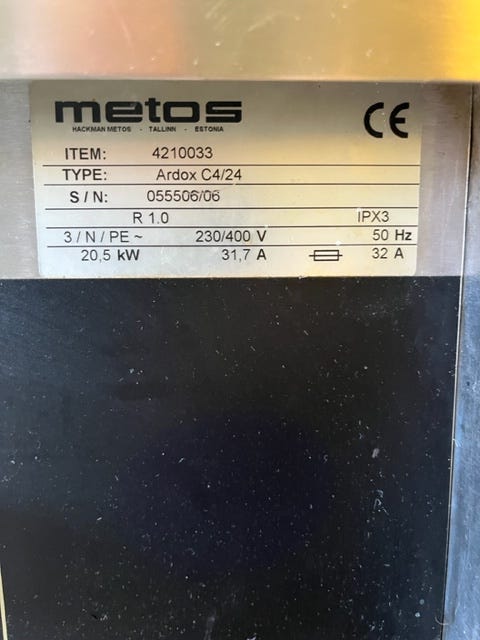 metos
HACKMAN METOS - TALLINN - ESTONIA
CE
ITEM: 4210033
TYPE: Ardox C4/24
S / N: 055506/06
R 1.0 IPX3
3 / N / PE ~ 230/400 V 50 Hz
20,5 kW 31,7 A 32 A